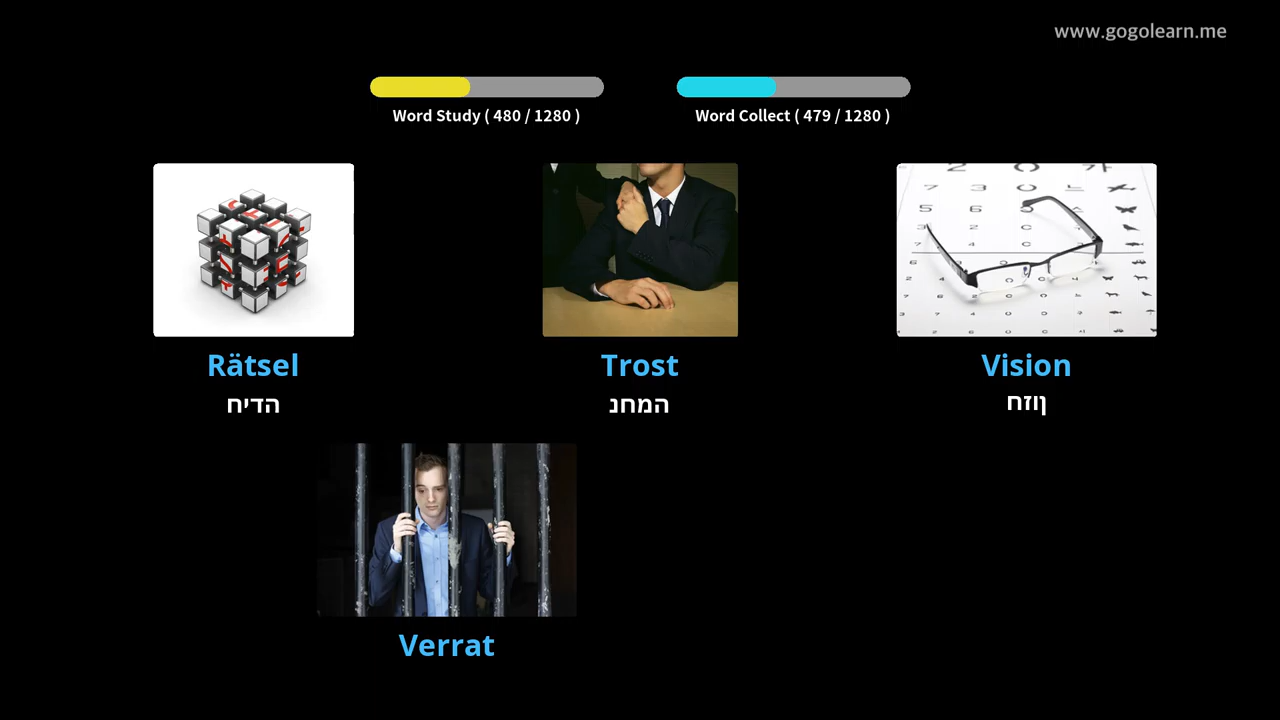 www.gogolearn.me
Word Study ( 480 / 1280 )
Word Collect ( 479 / 1280 )
Rätsel
הדיח
Trost
המחנ
Vision
ןוזח
Verrat